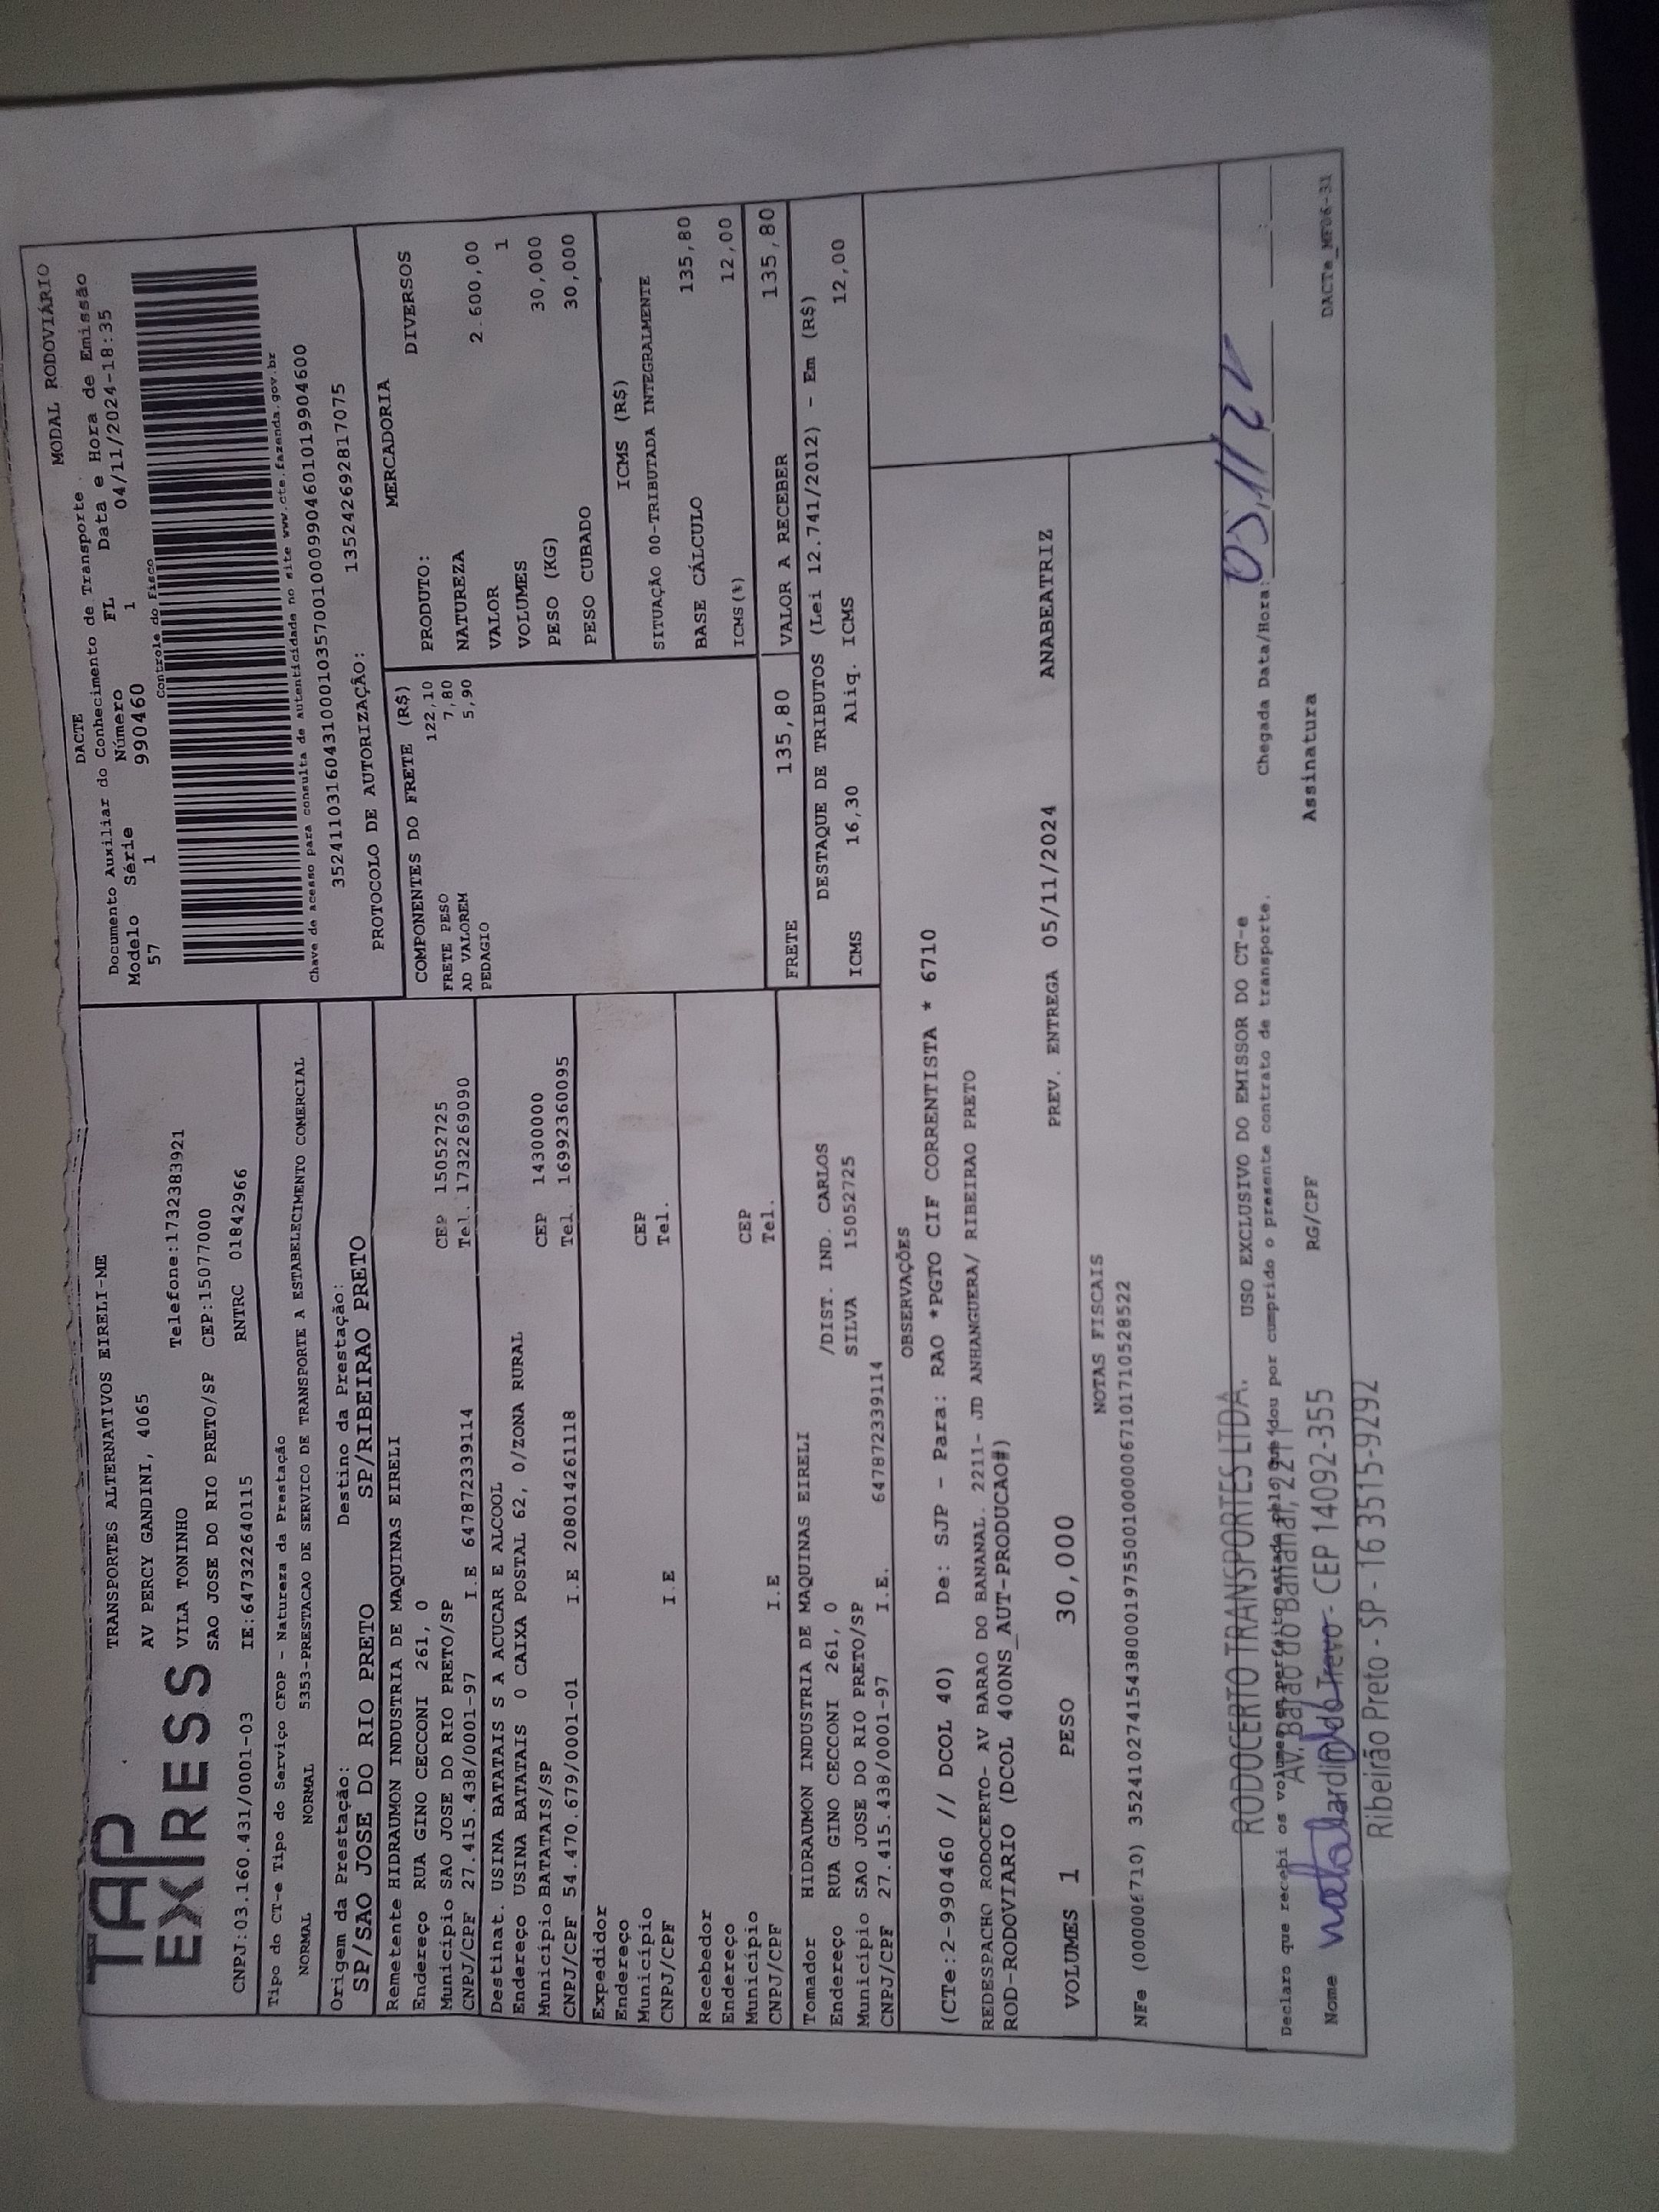 TAP
EXPRESS
TRANSPORTES ALTERNATIVOS EIRELI-ME
AV PERCY GANDINI, 4065
VILA TONINHO Telefone:1732383921
SAO JOSE DO RIO PRETO/SP CEP:15077000
CNPJ:03.160.431/0001-03 IE:647322640115 RNTRC 01842966
DACTE MODAL RODOVIÁRIO
Documento Auxiliar do Conhecimento de Transporte.
Modelo Série Número FL Data e Hora de Emissão
57 1 990460 1 04/11/2024-18:35
Controle do Fisco
Chave de acesso para consulta de autenticidade no site www.cte.fazenda.gov.br
35241103160431000103570010009904601019904600
PROTOCOLO DE AUTORIZAÇÃO: 135242692817075
Tipo do CT-e Tipo do Serviço CFOP - Natureza da Prestação
NORMAL NORMAL 5353-PRESTACAO DE SERVICO DE TRANSPORTE A ESTABELECIMENTO COMERCIAL
Origem da Prestação: Destino da Prestação:
SP/SAO JOSE DO RIO PRETO SP/RIBEIRAO PRETO
Remetente HIDRAUMON INDUSTRIA DE MAQUINAS EIRELI
Endereço RUA GINO CECCONI 261, 0
Município SAO JOSE DO RIO PRETO/SP CEP 15052725
CNPJ/CPF 27.415.438/0001-97 I.E 647872339114 Tel. 1732269090
Destinat. USINA BATATAIS S A ACUCAR E ALCOOL
Endereço USINA BATATAIS 0 CAIXA POSTAL 62, 0/ZONA RURAL
Município BATATAIS/SP CEP 14300000
CNPJ/CPF 54.470.679/0001-01 I.E 208014261118 Tel. 16992360095
Expedidor
Endereço
Município CEP
CNPJ/CPF I.E Tel.
Recebedor
Endereço
Município CEP
CNPJ/CPF I.E Tel.
Tomador HIDRAUMON INDUSTRIA DE MAQUINAS EIRELI
Endereço RUA GINO CECCONI 261, 0 /DIST. IND. CARLOS
Município SAO JOSE DO RIO PRETO/SP SILVA 15052725
CNPJ/CPF 27.415.438/0001-97 I.E. 647872339114
COMPONENTES DO FRETE (R$)
FRETE PESO 122,10
AD VALOREM 7,80
PEDAGIO 5,90
MERCADORIA
PRODUTO: DIVERSOS
NATUREZA
VALOR 2.600,00
VOLUMES 1
PESO (KG) 30,000
PESO CUBADO 30,000
ICMS (R$)
SITUAÇÃO 00-TRIBUTADA INTEGRALMENTE
BASE CÁLCULO 135,80
ICMS(%) 12,00
FRETE 135,80 VALOR A RECEBER 135,80
DESTAQUE DE TRIBUTOS (Lei 12.741/2012) - Em (R$)
ICMS 16,30 Aliq. ICMS 12,00
OBSERVAÇÕES
(CTe:2-990460 // DCOL 40) De: SJP - Para: RAO *PGTO CIF CORRENTISTA * 6710
REDESPACHO RODOCERTO- AV BARAO DO BANANAL. 2211- JD ANHANGUERA/ RIBEIRAO PRETO
ROD-RODOVIARIO (DCOL 400NS_AUT-PRODUCAO#)
VOLUMES 1 PESO 30,000 PREV. ENTREGA 05/11/2024 ANABEATRIZ
NOTAS FISCAIS
NFe (000006710) 35241027415438000197550010000067101710528522
USO EXCLUSIVO DO EMISSOR DO CT-e
Declaro que recebi os volumes em perfeito estado pelo que dou por cumprido o presente contrato de transporte.
Chegada Data/Hora: 05/11/24
Nome RG/CPF Assinatura
RODOCERTO TRANSPORTES LTDA.
AV. Barão do Bananal, 2211
Jardim do Trevo - CEP 14092-355
Ribeirão Preto - SP - 16 3515-9292
DACTe_MF06-31